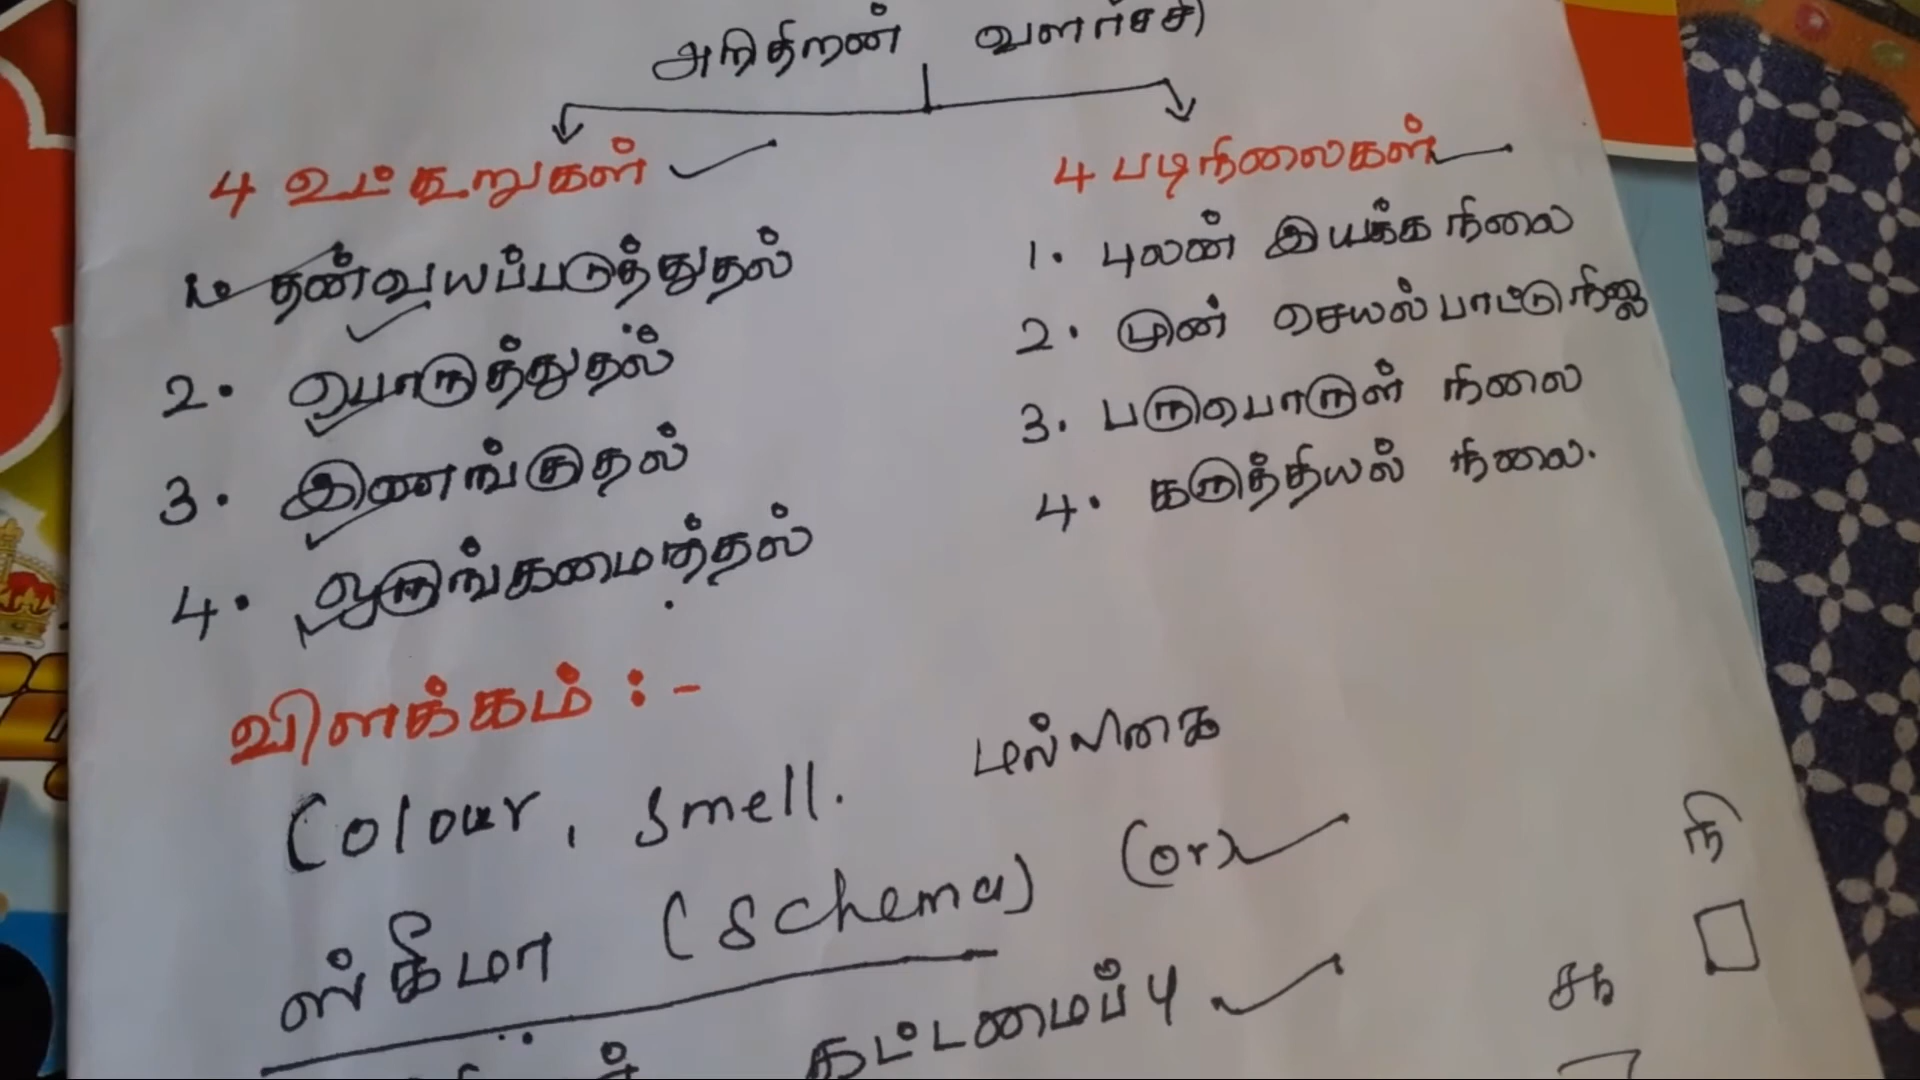 அறிதிறன் வளர்ச்சி
4 உட்கூறுகள்
1. தன்வயப்படுத்துதல்
2. பொருத்துதல்
3. இணங்குதல்
4. ஒருங்கமைத்தல்
4 படிநிலைகள்
1. புலன் இயக்க நிலை
2. முன் செயல்பாட்டு நிலை
3. பருபொருள் நிலை
4. கருத்தியல் நிலை.
விளக்கம் :-
Colour, smell. மல்லிகை
ஸ்கீமா (Schema) (or)
கட்டமைப்பு
நி